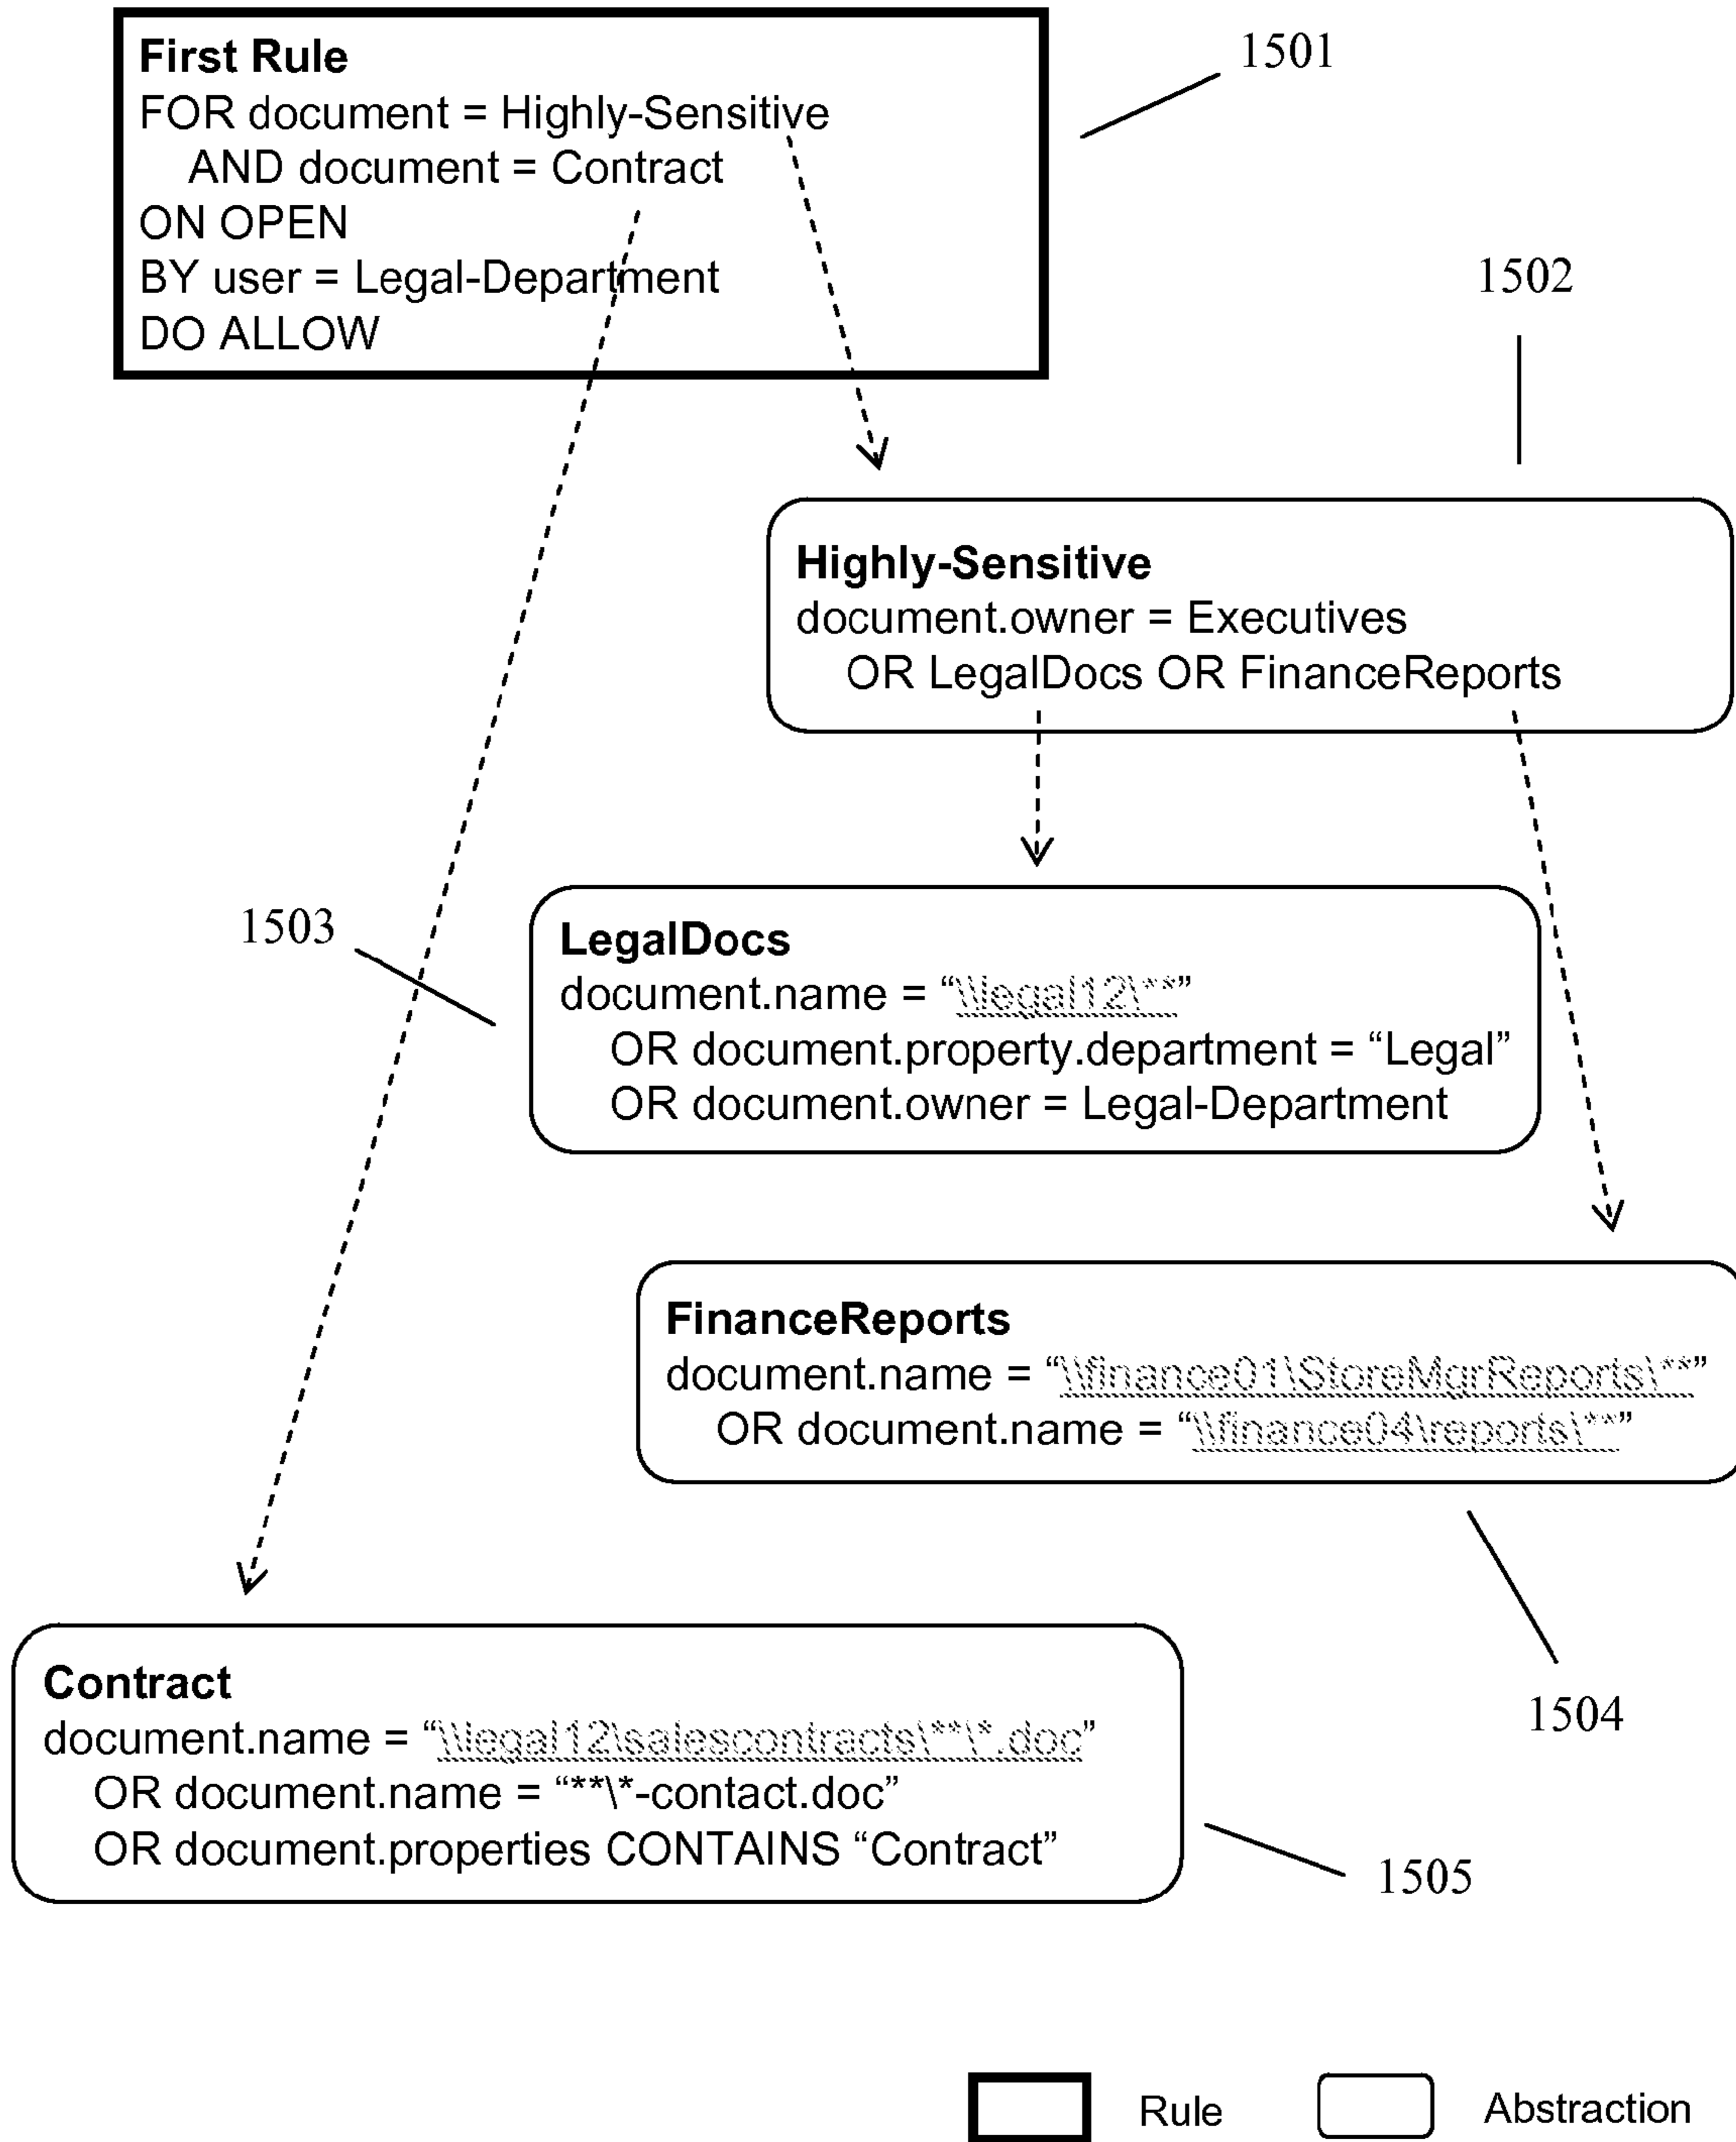 First Rule
FOR document = Highly-Sensitive
AND document = Contract
ON OPEN
BY user = Legal-Department
DO ALLOW
1501
1502
Highly-Sensitive
document.owner = Executives
OR LegalDocs OR FinanceReports
1503
LegalDocs
document.name = “\\legal12\**”
OR document.property.department = “Legal”
OR document.owner = Legal-Department
FinanceReports
document.name = “\\finance01\StoreMgrReports\**”
OR document.name = “\\finance04\reports\**”
1504
Contract
document.name = “\\legal12\salescontracts\**\*.doc”
OR document.name = “**\*-contact.doc”
OR document.properties CONTAINS “Contract”
1505
Rule
Abstraction